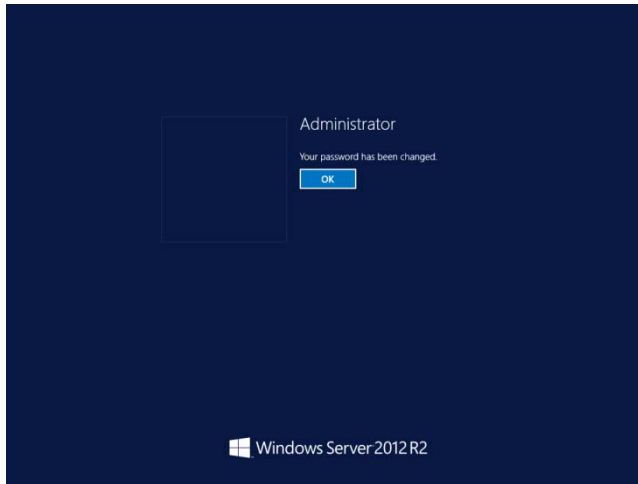 Administrator
Your password has been changed.
OK
Windows Server 2012 R2